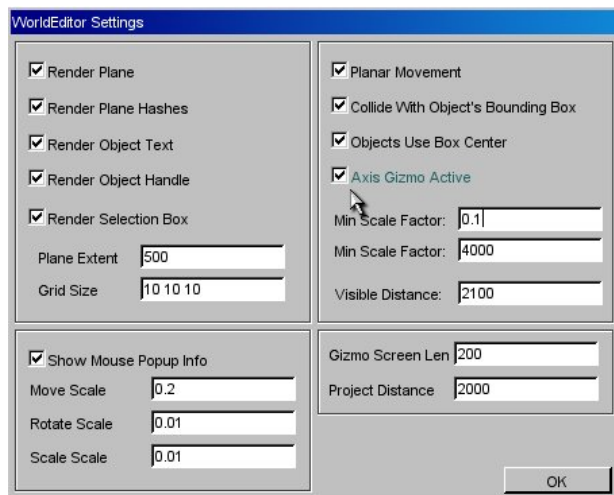 WorldEditor Settings
Render Plane
Render Plane Hashes
Render Object Text
Render Object Handle
Render Selection Box
Plane Extent 500
Grid Size 10 10 10
Planar Movement
Collide With Object's Bounding Box
Objects Use Box Center
Axis Gizmo Active
Min Scale Factor: 0.1
Min Scale Factor: 4000
Visible Distance: 2100
Show Mouse Popup Info
Move Scale 0.2
Rotate Scale 0.01
Scale Scale 0.01
Gizmo Screen Len 200
Project Distance 2000
OK